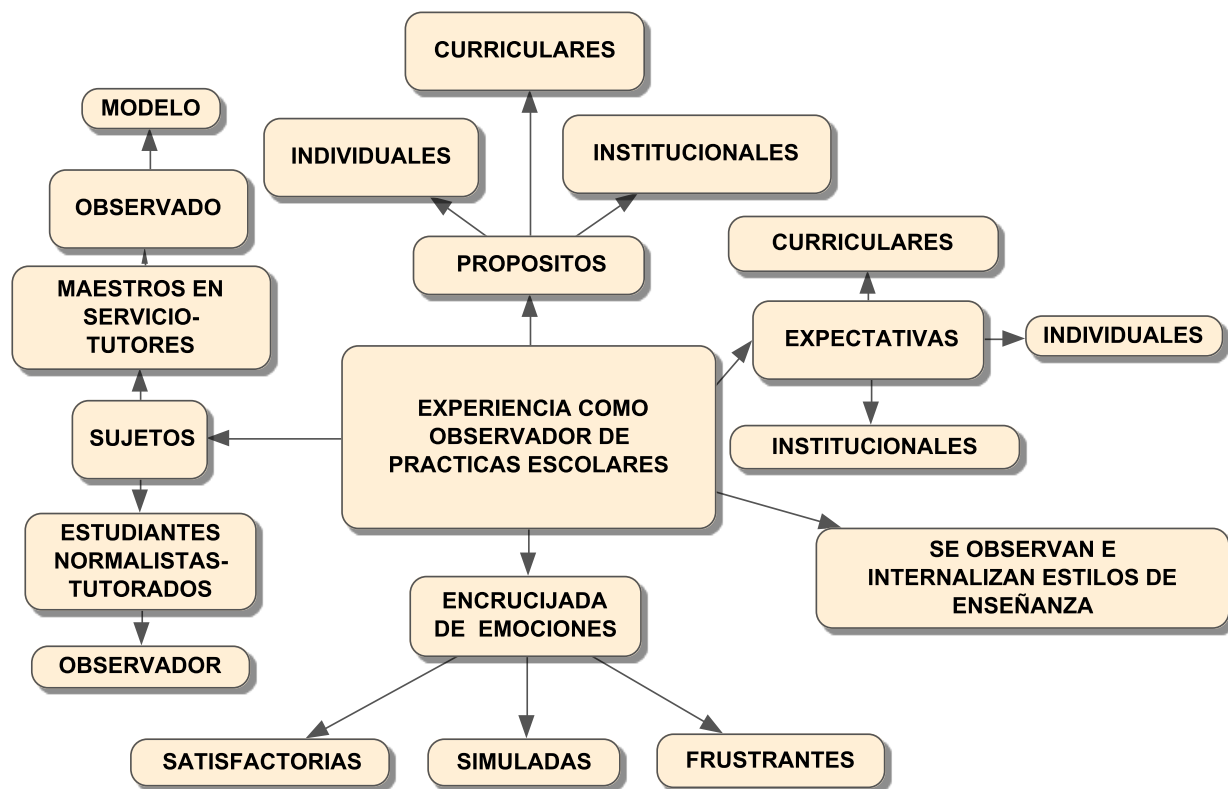 CURRICULARES
MODELO
INDIVIDUALES
INSTITUCIONALES
OBSERVADO
PROPOSITOS
CURRICULARES
MAESTROS EN
SERVICIO-
TUTORES
EXPECTATIVAS
INDIVIDUALES
EXPERIENCIA COMO
OBSERVADOR DE
PRACTICAS ESCOLARES
SUJETOS
INSTITUCIONALES
ESTUDIANTES
NORMALISTAS-
TUTORADOS
SE OBSERVAN E
INTERNALIZAN ESTILOS DE
ENSEÑANZA
ENCRUCIJADA
DE EMOCIONES
OBSERVADOR
SATISFACTORIAS
SIMULADAS
FRUSTRANTES